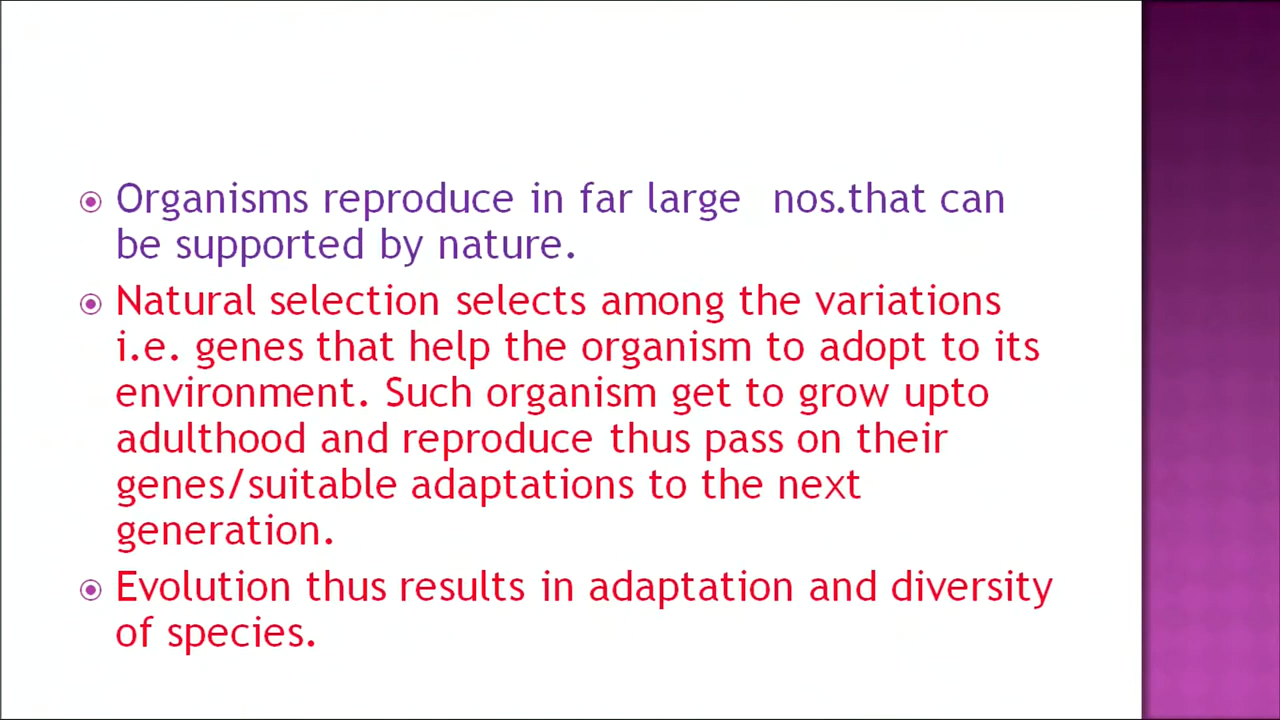 Organisms reproduce in far large  nos.that can
be supported by nature.
Natural selection selects among the variations
i.e. genes that help the organism to adopt to its
environment. Such organism get to grow upto
adulthood and reproduce thus pass on their
genes/suitable adaptations to the next
generation.
Evolution thus results in adaptation and diversity
of species.